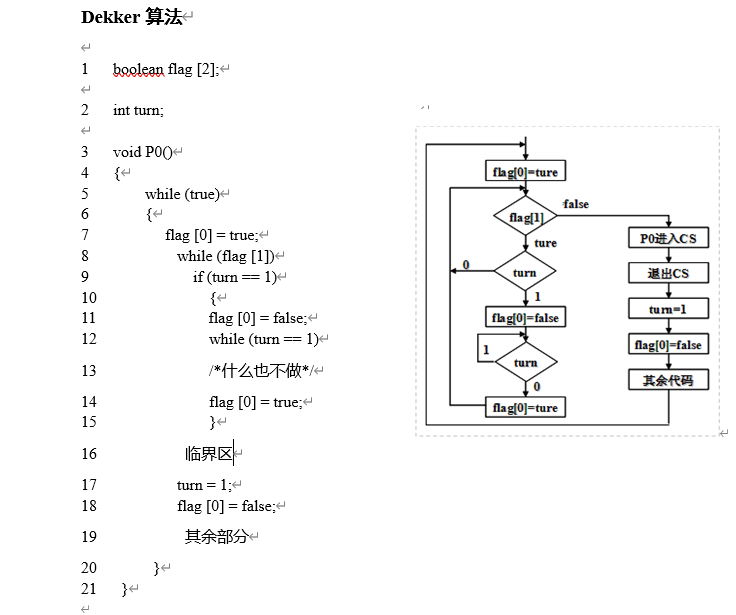 Dekker 算法
1 boolean flag [2];
2 int turn;
3 void P0()
4 {
5 while (true)
6 {
7 flag [0] = true;
8 while (flag [1])
9 if (turn == 1)
10 {
11 flag [0] = false;
12 while (turn == 1)
13 /*什么也不做*/
14 flag [0] = true;
15 }
16 临界区
17 turn = 1;
18 flag [0] = false;
19 其余部分
20 }
21 }
flag[0]=ture
flag[1]
false
ture
turn
0
1
flag[0]=false
turn
1
0
flag[0]=ture
P0进入CS
退出CS
turn=1
flag[0]=false
其余代码